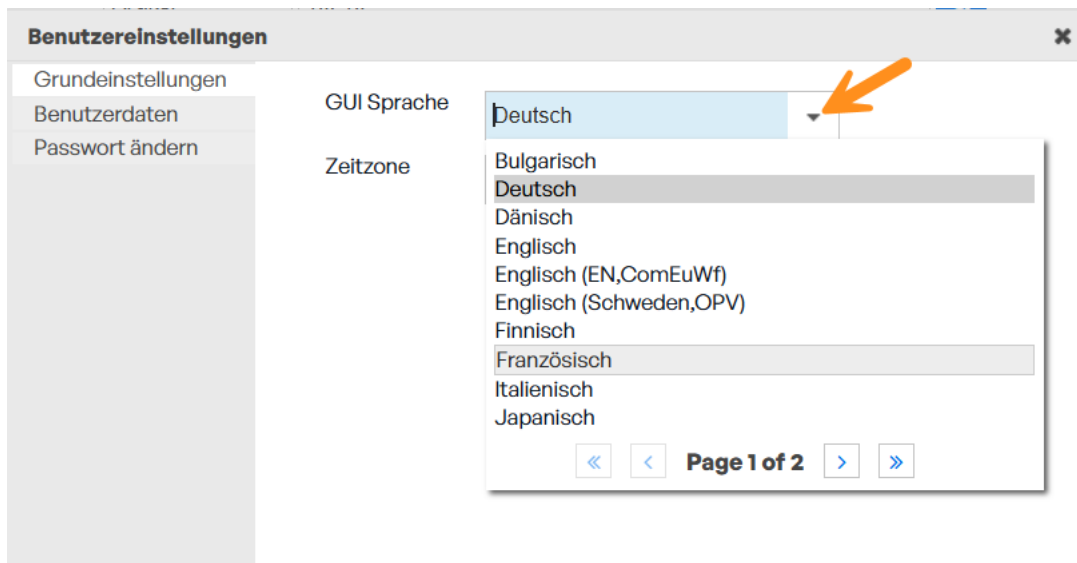 Benutzereinstellungen
Grundeinstellungen
Benutzerdaten
Passwort ändern
GUI Sprache
Deutsch
Zeitzone
Bulgarisch
Deutsch
Dänisch
Englisch
Englisch (EN,ComEuWf)
Englisch (Schweden,OPV)
Finnisch
Französisch
Italienisch
Japanisch
Page 1 of 2